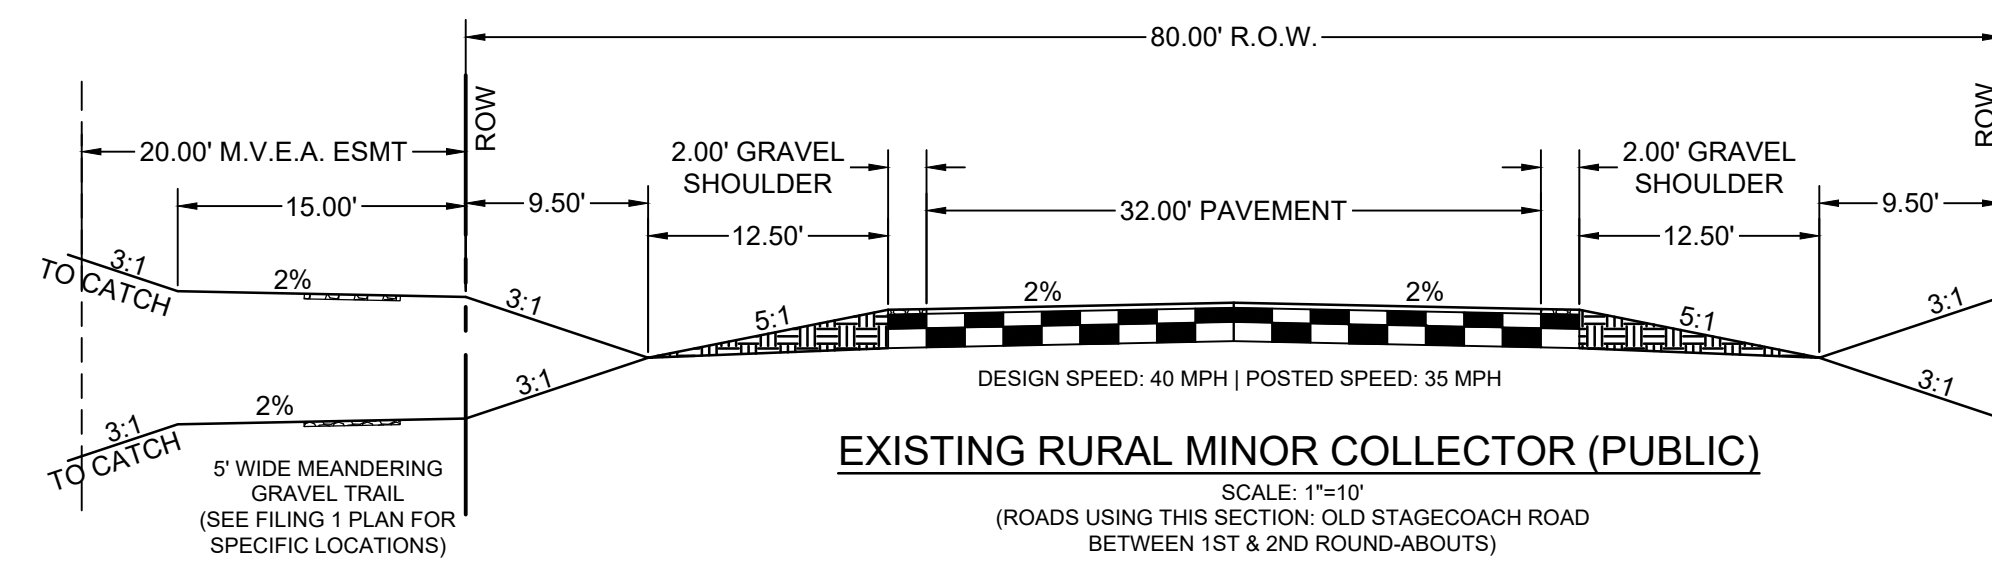 80.00' R.O.W.
ROW
ROW
20.00' M.V.E.A. ESMT
2.00' GRAVEL
SHOULDER
2.00' GRAVEL
SHOULDER
15.00'
9.50'
32.00' PAVEMENT
9.50'
12.50'
12.50'
3:1
TO CATCH
2%
3:1
5:1
2%
2%
5:1
3:1
3:1
TO CATCH
2%
3:1
3:1
DESIGN SPEED: 40 MPH | POSTED SPEED: 35 MPH
5' WIDE MEANDERING
GRAVEL TRAIL
(SEE FILING 1 PLAN FOR
SPECIFIC LOCATIONS)
EXISTING RURAL MINOR COLLECTOR (PUBLIC)
SCALE: 1"=10'
(ROADS USING THIS SECTION: OLD STAGECOACH ROAD
BETWEEN 1ST & 2ND ROUND-ABOUTS)